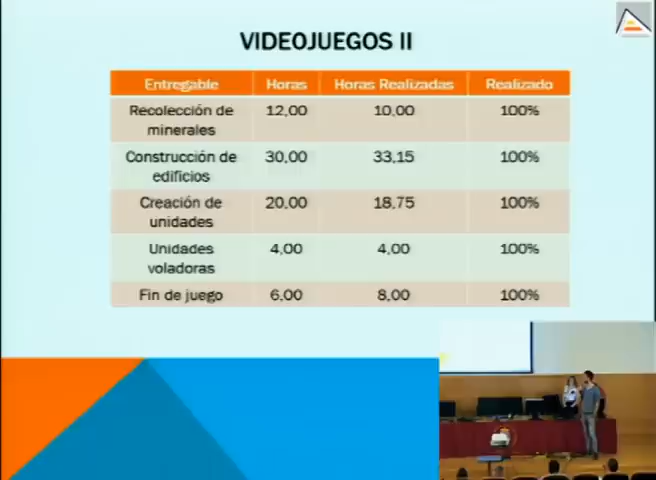 VIDEOJUEGOS II
Entregable Horas Horas Realizadas Realizado
Recolección de minerales 12,00 10,00 100%
Construcción de edificios 30,00 33,15 100%
Creación de unidades 20,00 18,75 100%
Unidades voladoras 4,00 4,00 100%
Fin de juego 6,00 8,00 100%